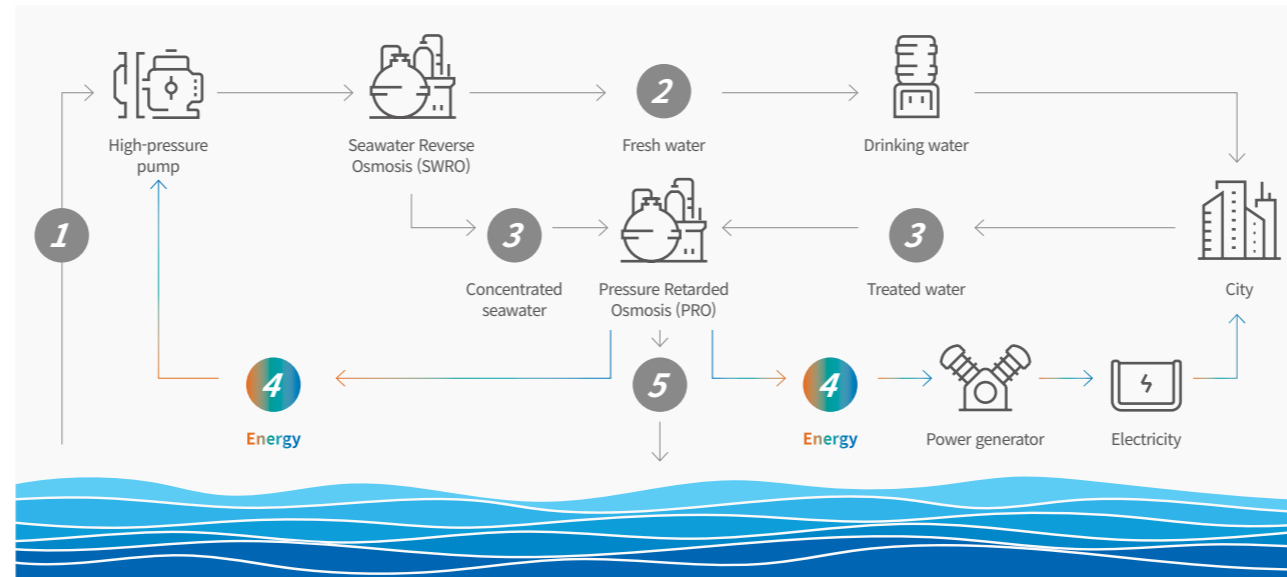 2
High-pressure
pump
Seawater Reverse
Osmosis (SWRO)
Fresh water
Drinking water
1
3
3
Concentrated
seawater
Pressure Retarded
Osmosis (PRO)
Treated water
City
4
5
4
Energy
Energy
Power generator
Electricity